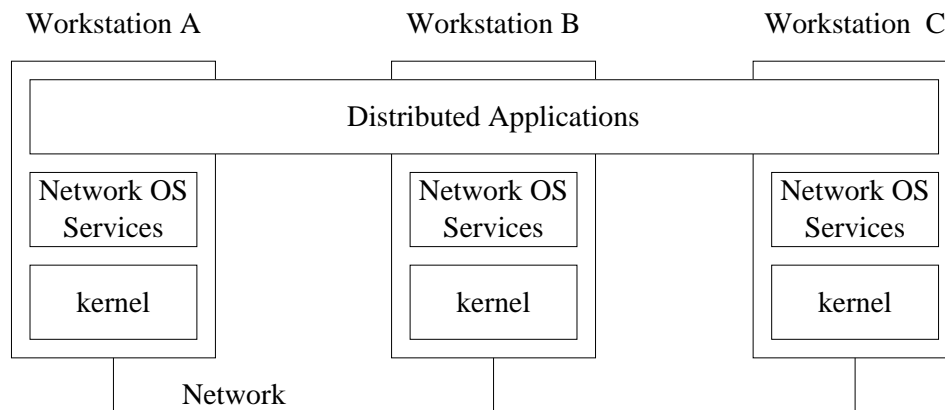 Workstation A
Workstation B
Workstation C
Distributed Applications
Network OS
Services
Network OS
Services
Network OS
Services
kernel
kernel
kernel
Network